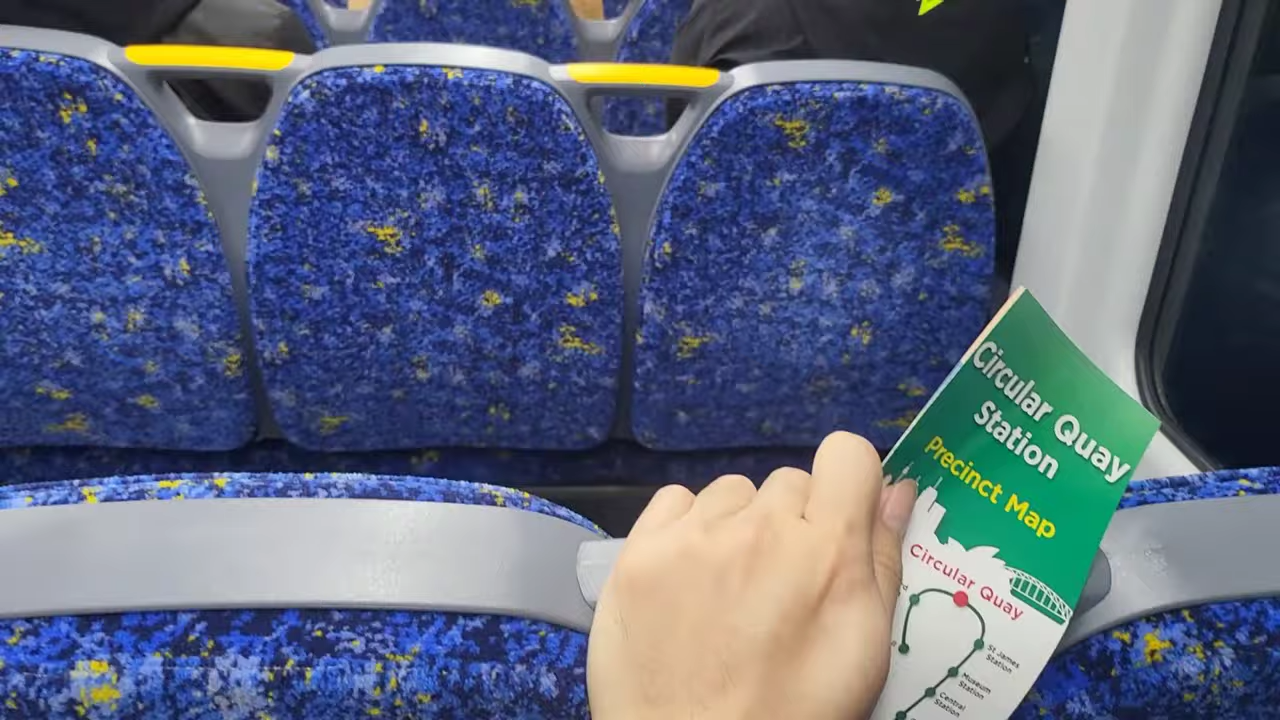 Circular Quay
Station
Precinct Map
Circular Quay
St James
Station
Museum
Station
Central
Station